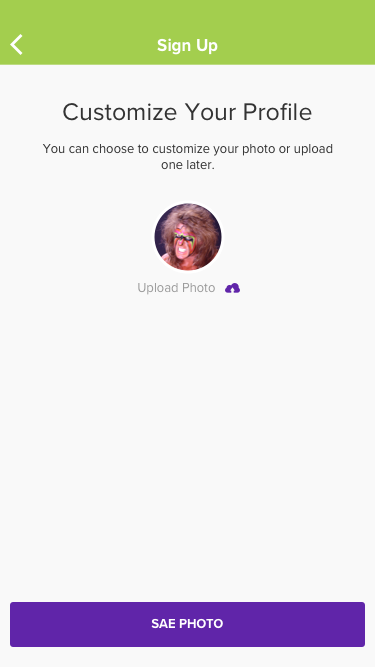 Sign Up
Customize Your Profile
You can choose to customize your photo or upload
one later.
Upload Photo
SAE PHOTO